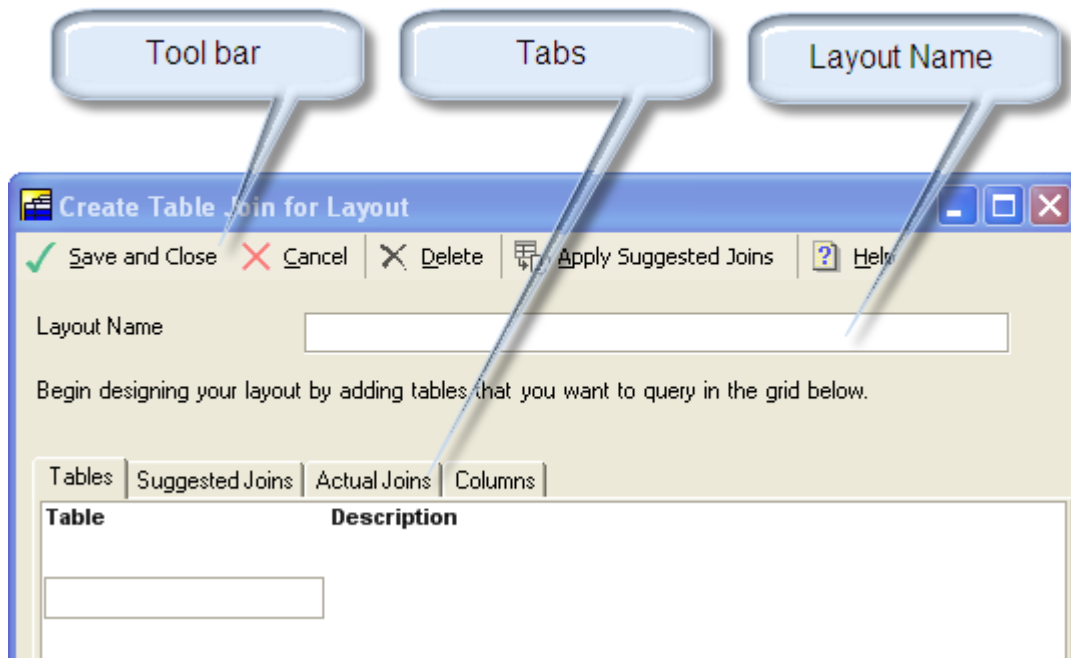 Tool bar Tabs Layout Name
Create Table Join for Layout
Save and Close Cancel Delete Apply Suggested Joins Help
Layout Name
Begin designing your layout by adding tables that you want to query in the grid below.
Tables Suggested Joins Actual Joins Columns
Table Description